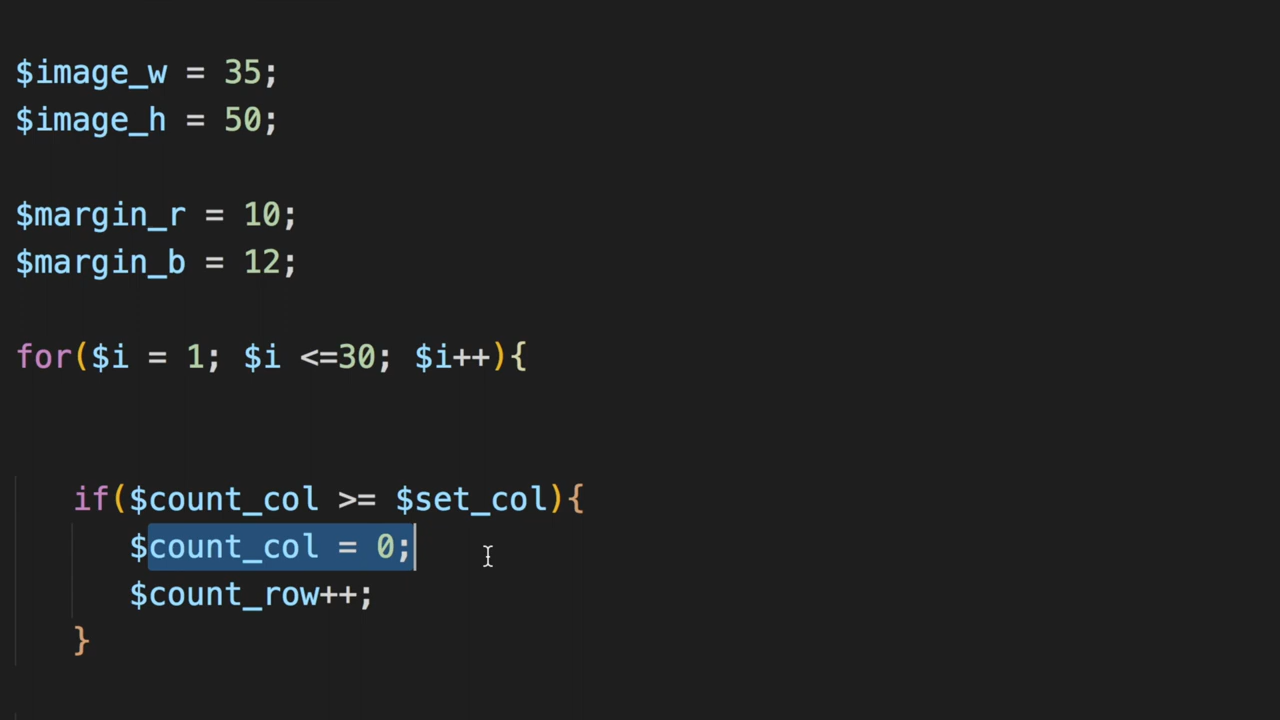 $image_w = 35;
$image_h = 50;
$margin_r = 10;
$margin_b = 12;
for($i = 1; $i <=30; $i++){
if($count_col >= $set_col){
$count_col = 0;
$count_row++;
}